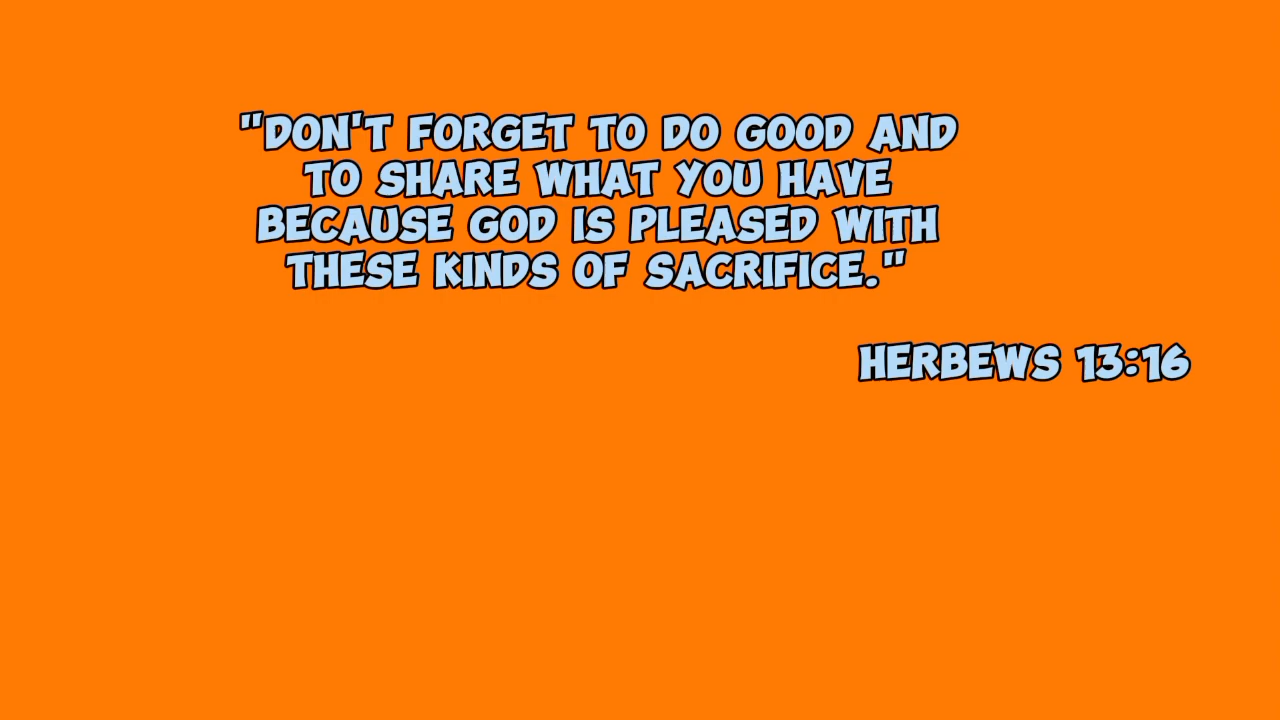 "DON'T FORGET TO DO GOOD AND
TO SHARE WHAT YOU HAVE
BECAUSE GOD IS PLEASED WITH
THESE KINDS OF SACRIFICE."
HERBEWS 13:16